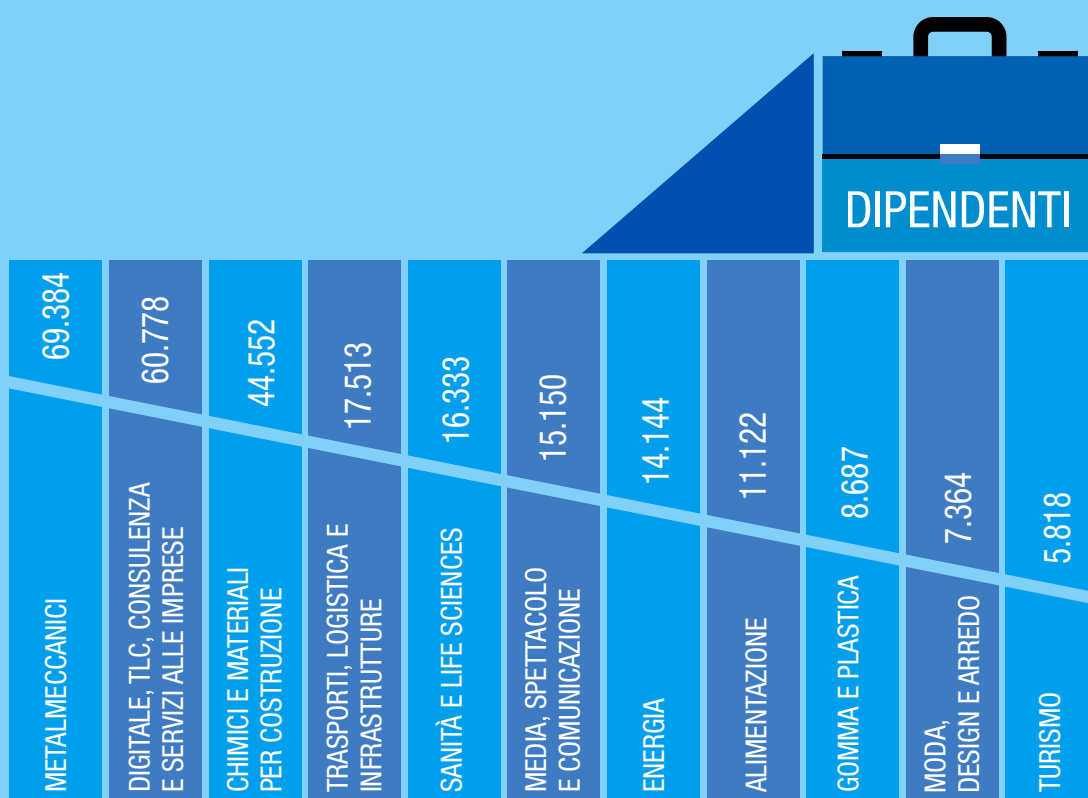 DIPENDENTI
69.384
METALMECCANICI
60.778
DIGITALE, TLC, CONSULENZA
E SERVIZI ALLE IMPRESE
44.552
CHIMICI E MATERIALI
PER COSTRUZIONE
17.513
TRASPORTI, LOGISTICA E
INFRASTRUTTURE
16.333
SANITÀ E LIFE SCIENCES
15.150
MEDIA, SPETTACOLO
E COMUNICAZIONE
14.144
ENERGIA
11.122
ALIMENTAZIONE
8.687
GOMMA E PLASTICA
7.364
MODA,
DESIGN E ARREDO
5.818
TURISMO